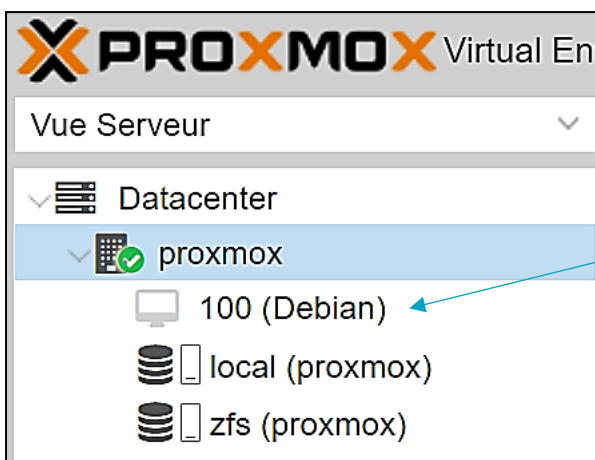 PROXMOX Virtual En
Vue Serveur
Datacenter
proxmox
100 (Debian)
local (proxmox)
zfs (proxmox)